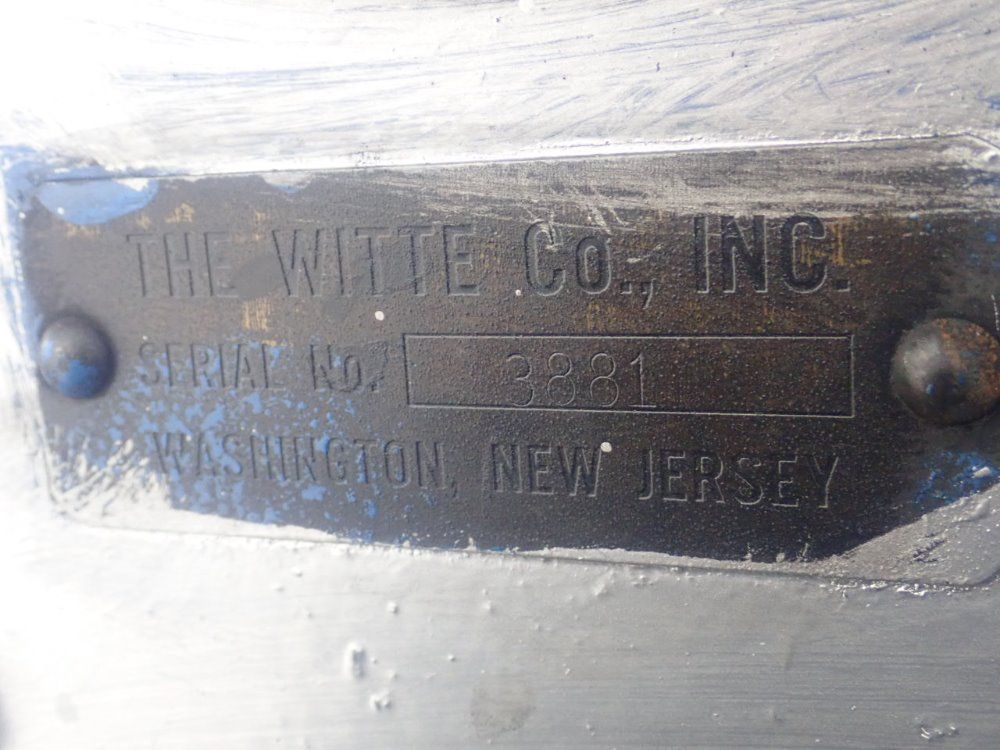 THE WITTE Co., INC.
SERIAL No. 3881
WASHINGTON, NEW JERSEY